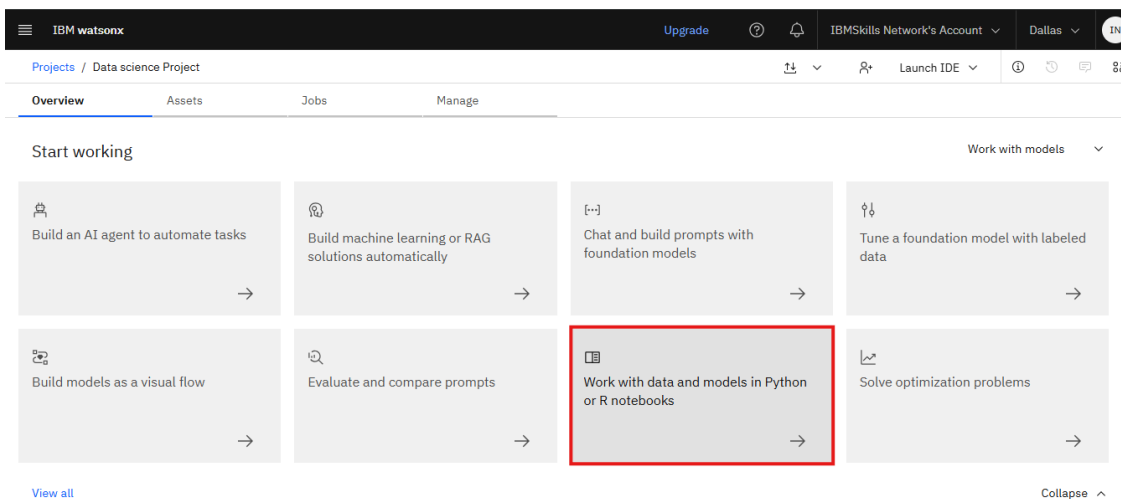 IBM watsonx
Upgrade
IBMSkills Network's Account
Dallas
IN
Projects / Data science Project
Launch IDE
Overview
Assets
Jobs
Manage
Start working
Work with models
Build an AI agent to automate tasks
Build machine learning or RAG
solutions automatically
Chat and build prompts with
foundation models
Tune a foundation model with labeled
data
Build models as a visual flow
Evaluate and compare prompts
Work with data and models in Python
or R notebooks
Solve optimization problems
View all
Collapse